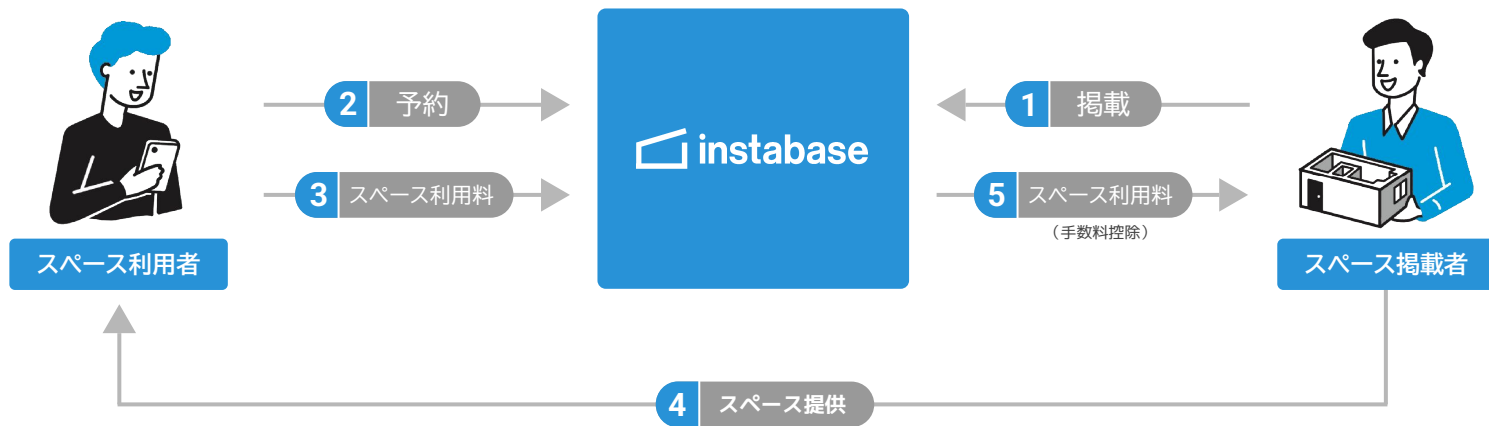 2 予約
1 掲載
instabase
3 スペース利用料
5 スペース利用料
（手数料控除）
スペース利用者
スペース掲載者
4 スペース提供